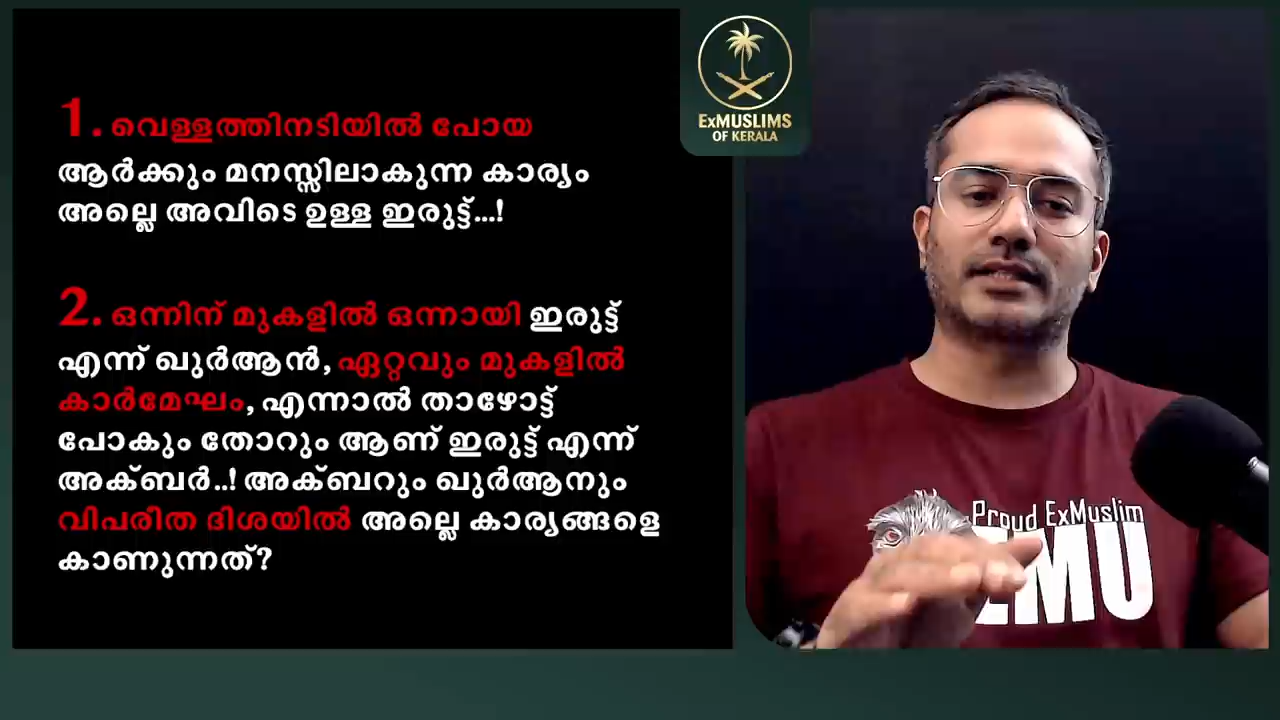 1. വെള്ളത്തിനടിയിൽ പോയ
ആർക്കും മനസ്സിലാകുന്ന കാര്യം
അല്ലെ അവിടെ ഉള്ള ഇരുട്ട്...!
2. ഒന്നിന് മുകളിൽ ഒന്നായി ഇരുട്ട്
എന്ന് ഖുർആൻ, ഏറ്റവും മുകളിൽ
കാർമേഘം, എന്നാൽ താഴോട്ട്
പോകും തോറും ആണ് ഇരുട്ട് എന്ന്
അക്ബർ..! അക്ബറും ഖുർആനും
വിപരീത ദിശയിൽ അല്ലെ കാര്യങ്ങളെ
കാണുന്നത്?
ExMUSLIMS
OF KERALA
Proud ExMuslim
EMU